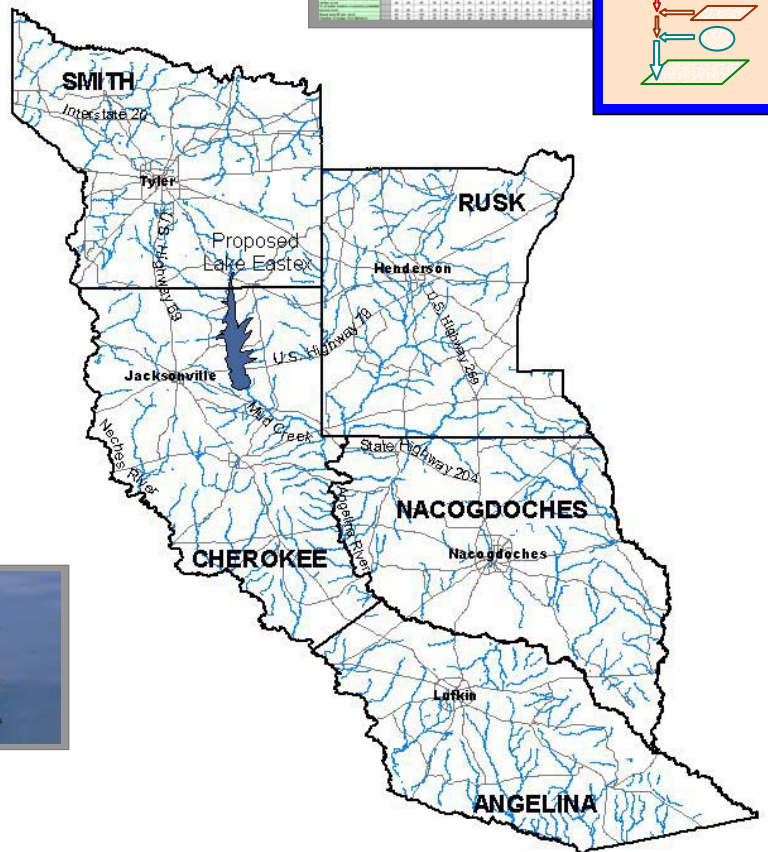 SMITH
Interstate 20
Tyler
U.S. Highway 69
Proposed
Lake Eastex
RUSK
Henderson
U.S. Highway 79
U.S. Highway 259
Jacksonville
Mud Creek
Neches River
State Highway 204
Angelina River
NACOGDOCHES
Nacogdoches
CHEROKEE
Lufkin
ANGELINA